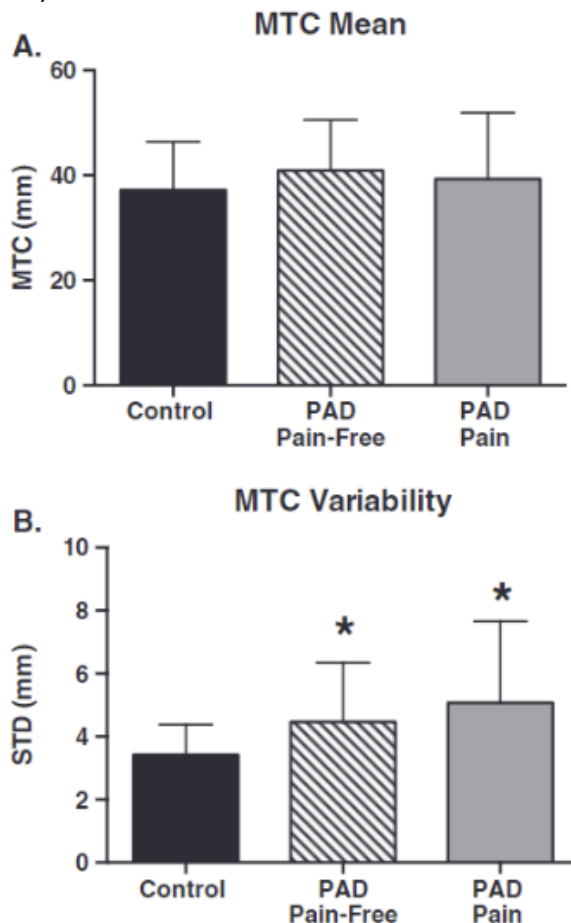 MTC Mean
A.
60
40
20
0
MTC (mm)
Control
PAD
Pain-Free
PAD
Pain
MTC Variability
B.
10
8
6
4
2
0
STD (mm)
*
*
Control
PAD
Pain-Free
PAD
Pain